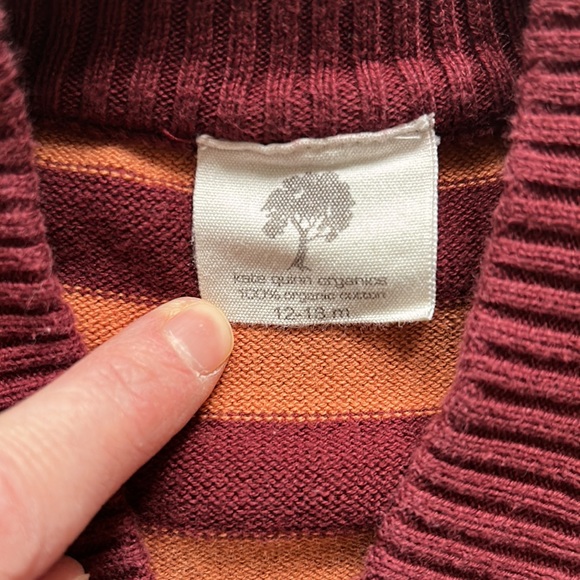 kate quinn organics
100% organic cotton
12-18 m